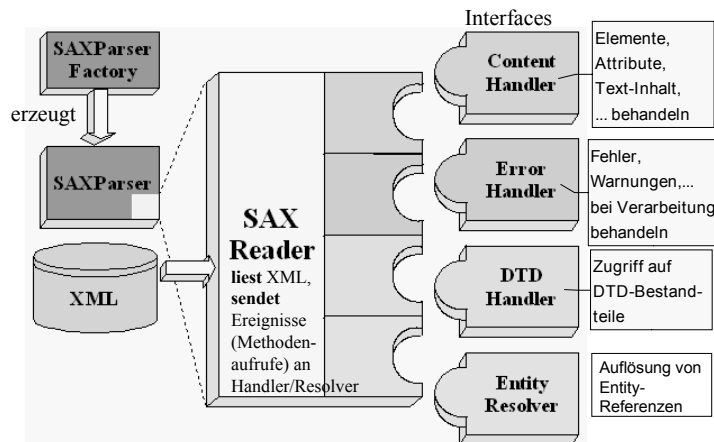 Interfaces
SAXParser
Factory
erzeugt
SAXParser
XML
SAX
Reader
liest XML,
sendet
Ereignisse
(Methoden-
aufrufe) an
Handler/Resolver
Content
Handler
Elemente,
Attribute,
Text-Inhalt,
... behandeln
Error
Handler
Fehler,
Warnungen,...
bei Verarbeitung
behandeln
DTD
Handler
Zugriff auf
DTD-Bestand-
teile
Entity
Resolver
Auflösung von
Entity-
Referenzen